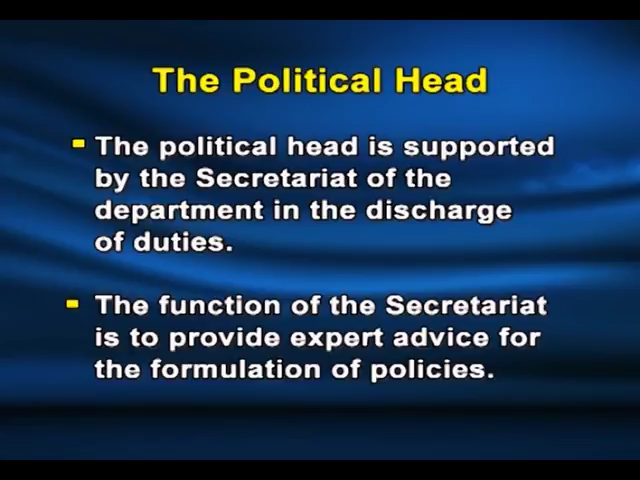 The Political Head
The political head is supported
by the Secretariat of the
department in the discharge
of duties.
The function of the Secretariat
is to provide expert advice for
the formulation of policies.